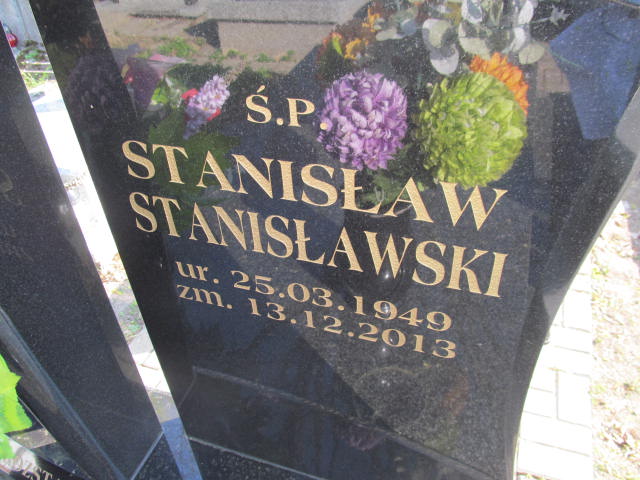 Ś.P.
STANISŁAW
STANISŁAWSKI
ur. 25.03.1949
zm. 13.12.2013